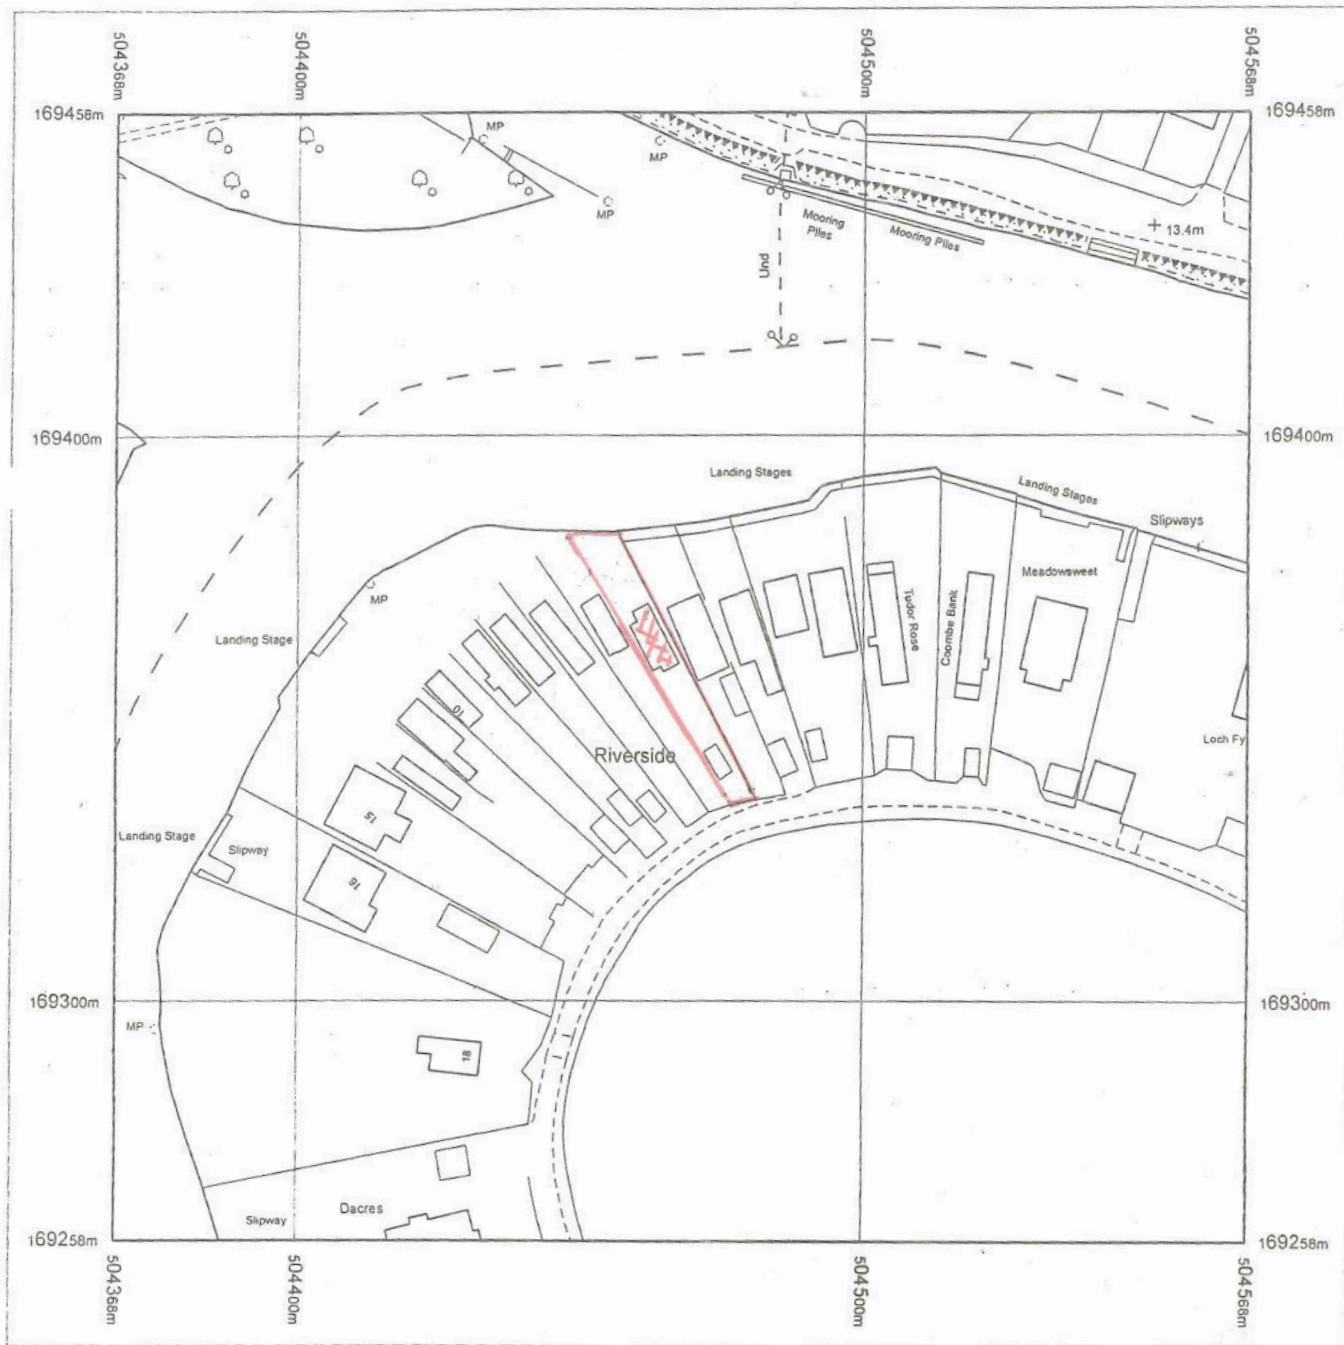 504368m
504400m
504500m
504568m
169458m
169458m
MP
MP
MP
Mooring
Piles
Mooring Piles
13.4m
Und
169400m
169400m
Landing Stages
Landing Stages
Slipways
Meadowsweet
MP
Tudor Rose
Coombe Bank
Landing Stage
10
Riverside
Loch Fy
15
Landing Stage
Slipway
16
169300m
169300m
MP
18
Dacres
Slipway
169258m
169258m
504368m
504400m
504500m
504568m